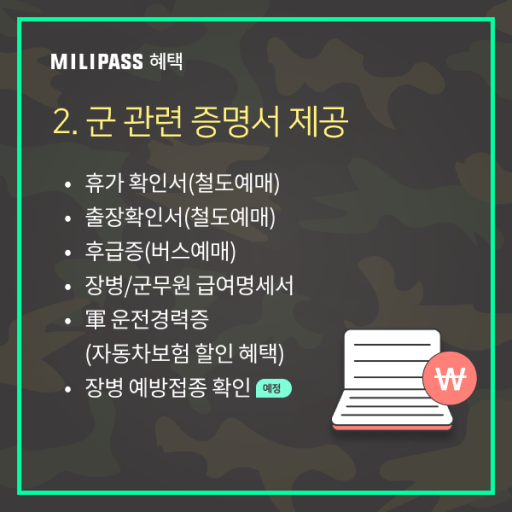 MILIPASS 혜택
2. 군 관련 증명서 제공
• 휴가 확인서(철도예매)
• 출장확인서(철도예매)
• 후급증(버스예매)
• 장병/군무원 급여명세서
• 軍 운전경력증
(자동차보험 할인 혜택)
• 장병 예방접종 확인 예정
₩